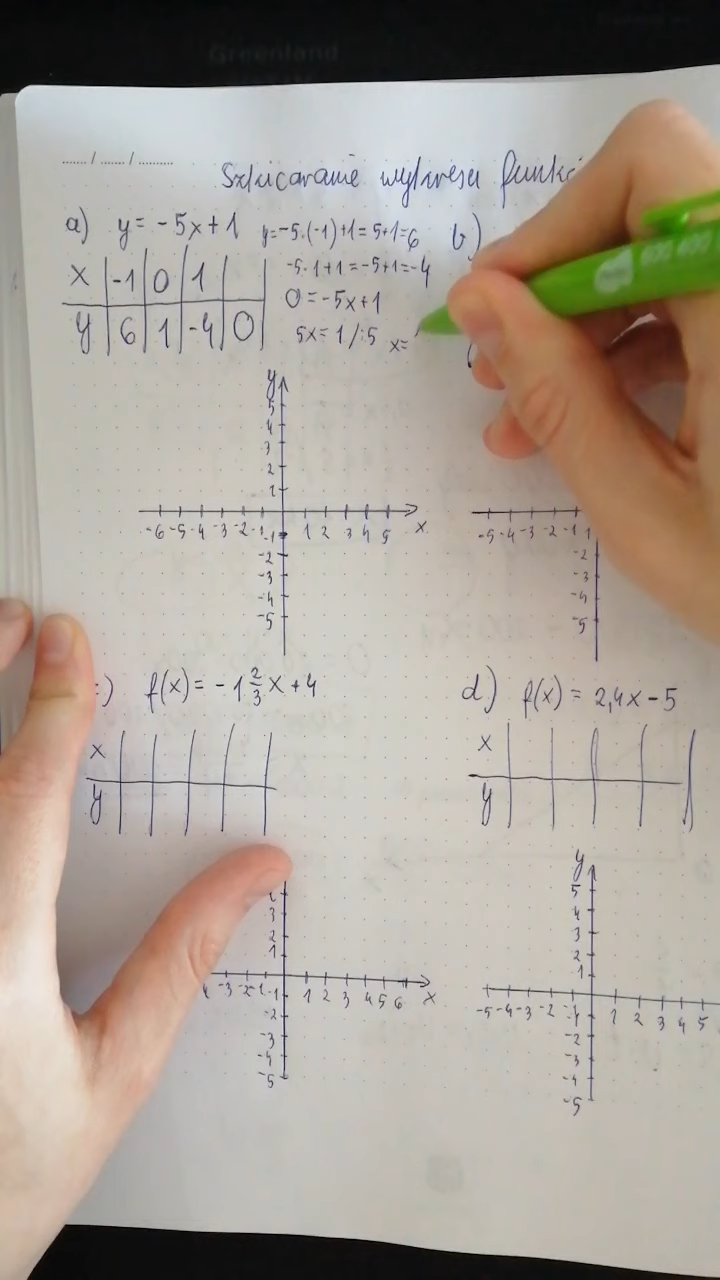 Greenland
....... / ....... / ..........
Szkicowanie wykresu funkc
a) y = -5x+1 y=-5·(-1)+1=5+1=6 b)
x -1 0 1
-5·1+1=-5+1=-4
0=-5x+1
y 6 1 -4 0
5x=1/:5 x=
y
5
4
3
2
1
-6 -5 -4 -3 -2 -1 1 2 3 4 5 x
-1
-2
-3
-4
-5
-5 -4 -3 -2 -1 1
-2
-3
-4
-5
) f(x) = -1 2/3 x +4
x
y
d) f(x) = 2,4x-5
x
y
3
2
1
-3 -2 -1 1 2 3 4 5 6 x
-1
-2
-3
-4
-5
y
5
4
3
2
1
-5 -4 -3 -2 -1 1 2 3 4 5
-2
-3
-4
-5